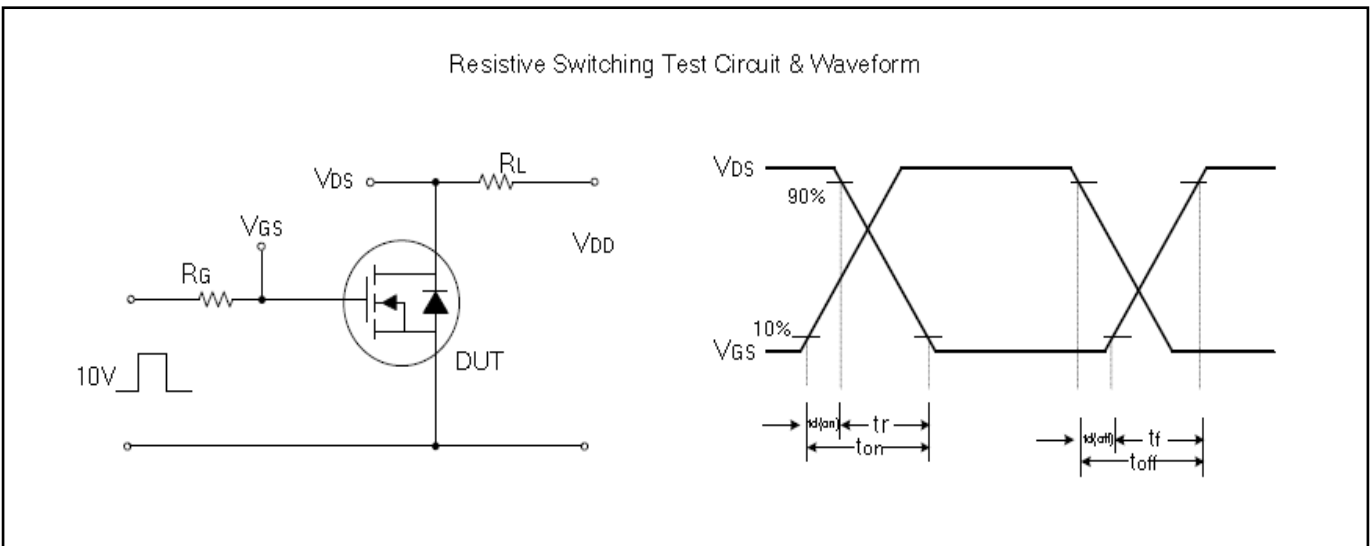 Resistive Switching Test Circuit & Waveform
VDS
RL
VGS
VDD
RG
DUT
10V
VDS
90%
10%
VGS
td(on)
tr
ton
td(off)
tf
toff